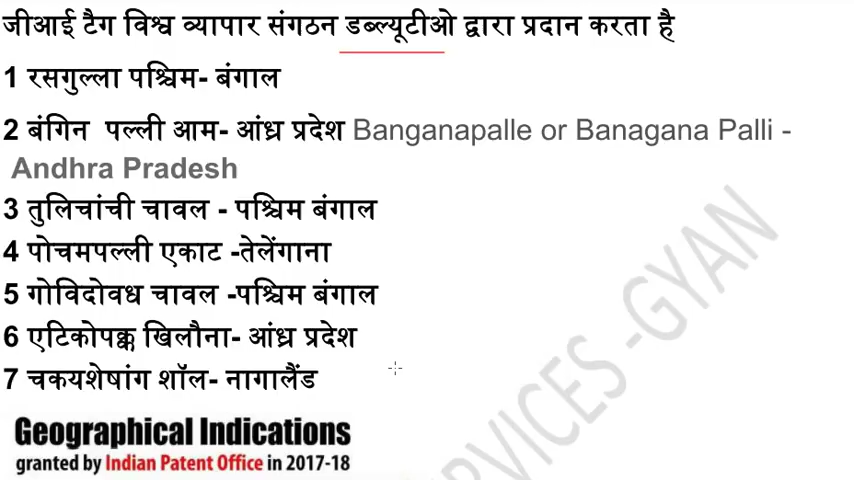 जीआई टैग विश्व व्यापार संगठन डब्ल्यूटीओ द्वारा प्रदान करता है
1 रसगुल्ला पश्चिम- बंगाल
2 बंगिन पल्ली आम- आंध्र प्रदेश Banganapalle or Banagana Palli -
Andhra Pradesh
3 तुलिचांची चावल - पश्चिम बंगाल
4 पोचमपल्ली एकाट -तेलेंगाना
5 गोविदोवध चावल -पश्चिम बंगाल
6 एटिकोपक्क खिलौना- आंध्र प्रदेश
7 चकयशेषांग शॉल- नागालैंड
Geographical Indications
granted by Indian Patent Office in 2017-18
SERVICES-GYAN